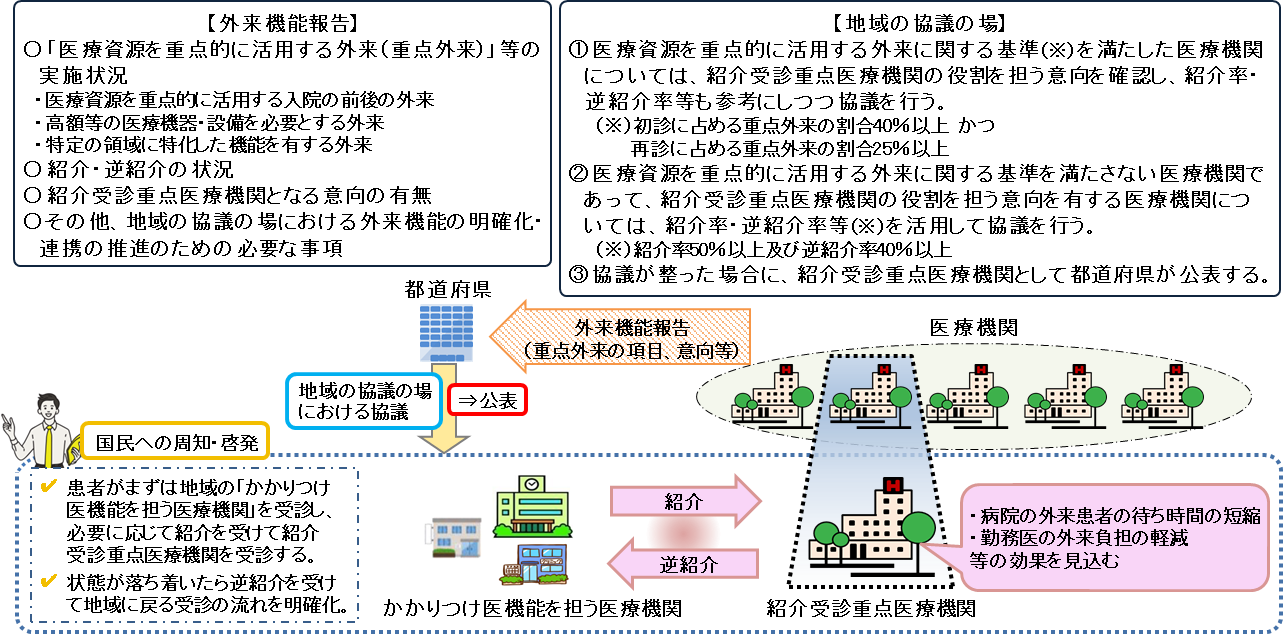 【外来機能報告】
〇「医療資源を重点的に活用する外来（重点外来）」等の
実施状況
・医療資源を重点的に活用する入院の前後の外来
・高額等の医療機器・設備を必要とする外来
・特定の領域に特化した機能を有する外来
〇 紹介・逆紹介の状況
〇 紹介受診重点医療機関となる意向の有無
〇 その他、地域の協議の場における外来機能の明確化・
連携の推進のための必要な事項
【地域の協議の場】
① 医療資源を重点的に活用する外来に関する基準(※)を満たした医療機関
については、紹介受診重点医療機関の役割を担う意向を確認し、紹介率・
逆紹介率等も参考にしつつ協議を行う。
（※）初診に占める重点外来の割合40％以上 かつ
再診に占める重点外来の割合25％以上
② 医療資源を重点的に活用する外来に関する基準を満たさない医療機関で
あって、紹介受診重点医療機関の役割を担う意向を有する医療機関につ
いては、紹介率・逆紹介率等(※)を活用して協議を行う。
（※）紹介率50％以上及び逆紹介率40％以上
③ 協議が整った場合に、紹介受診重点医療機関として都道府県が公表する。
都道府県
外来機能報告
（重点外来の項目、意向等）
医療機関
H
H
H
H
H
地域の協議の場
における協議
⇒公表
国民への周知・啓発
✔ 患者がまずは地域の「かかりつけ
医機能を担う医療機関」を受診し、
必要に応じて紹介を受けて紹介
受診重点医療機関を受診する。
✔ 状態が落ち着いたら逆紹介を受け
て地域に戻る受診の流れを明確化。
紹介
逆紹介
H
・病院の外来患者の待ち時間の短縮
・勤務医の外来負担の軽減
等の効果を見込む
かかりつけ医機能を担う医療機関
紹介受診重点医療機関